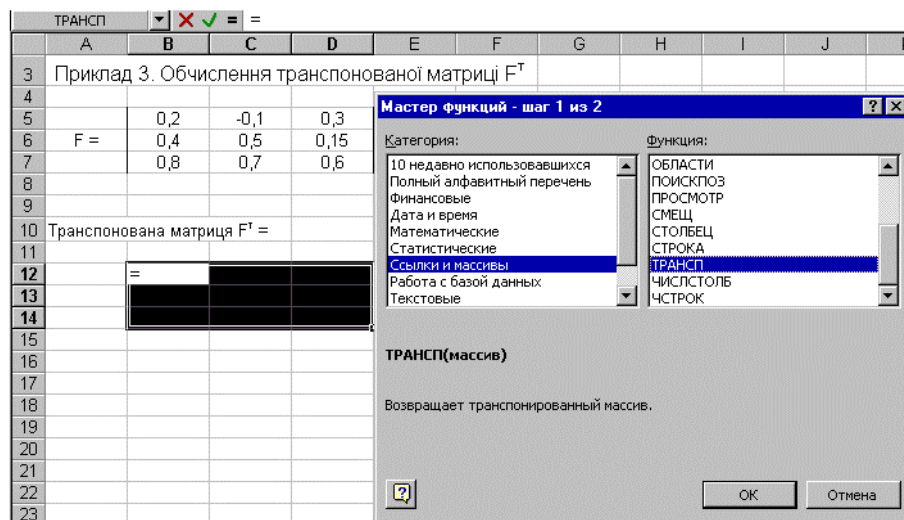 ТРАНСП = =
A B C D E F G H I J
3 Приклад 3. Обчислення транспонованої матриці Fᵀ
4
5 0,2 -0,1 0,3
6 F = 0,4 0,5 0,15
7 0,8 0,7 0,6
8
9
10 Транспонована матриця Fᵀ =
11
12 =
13
14
15
16
17
18
19
20
21
22
23
Мастер функций - шаг 1 из 2
Категория: Функция:
10 недавно использовавшихся ОБЛАСТИ
Полный алфавитный перечень ПОИСКПОЗ
Финансовые ПРОСМОТР
Дата и время СМЕЩ
Математические СТОЛБЕЦ
Статистические СТРОКА
Ссылки и массивы ТРАНСП
Работа с базой данных ЧИСЛСТОЛБ
Текстовые ЧСТРОК
ТРАНСП(массив)
Возвращает транспонированный массив.
ОК Отмена